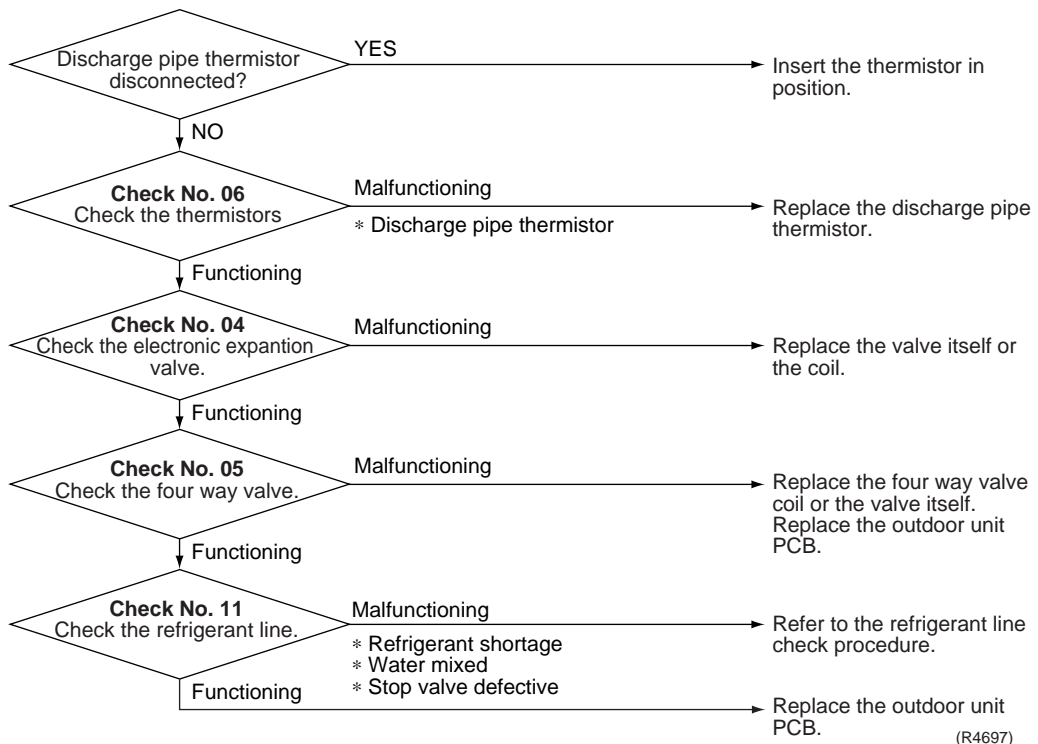 Discharge pipe thermistor
disconnected?
YES
Insert the thermistor in
position.
NO
Check No. 06
Check the thermistors
Malfunctioning
* Discharge pipe thermistor
Replace the discharge pipe
thermistor.
Functioning
Check No. 04
Check the electronic expantion
valve.
Malfunctioning
Replace the valve itself or
the coil.
Functioning
Check No. 05
Check the four way valve.
Malfunctioning
Replace the four way valve
coil or the valve itself.
Replace the outdoor unit
PCB.
Functioning
Check No. 11
Check the refrigerant line.
Malfunctioning
* Refrigerant shortage
* Water mixed
* Stop valve defective
Refer to the refrigerant line
check procedure.
Functioning
Replace the outdoor unit
PCB.
(R4697)